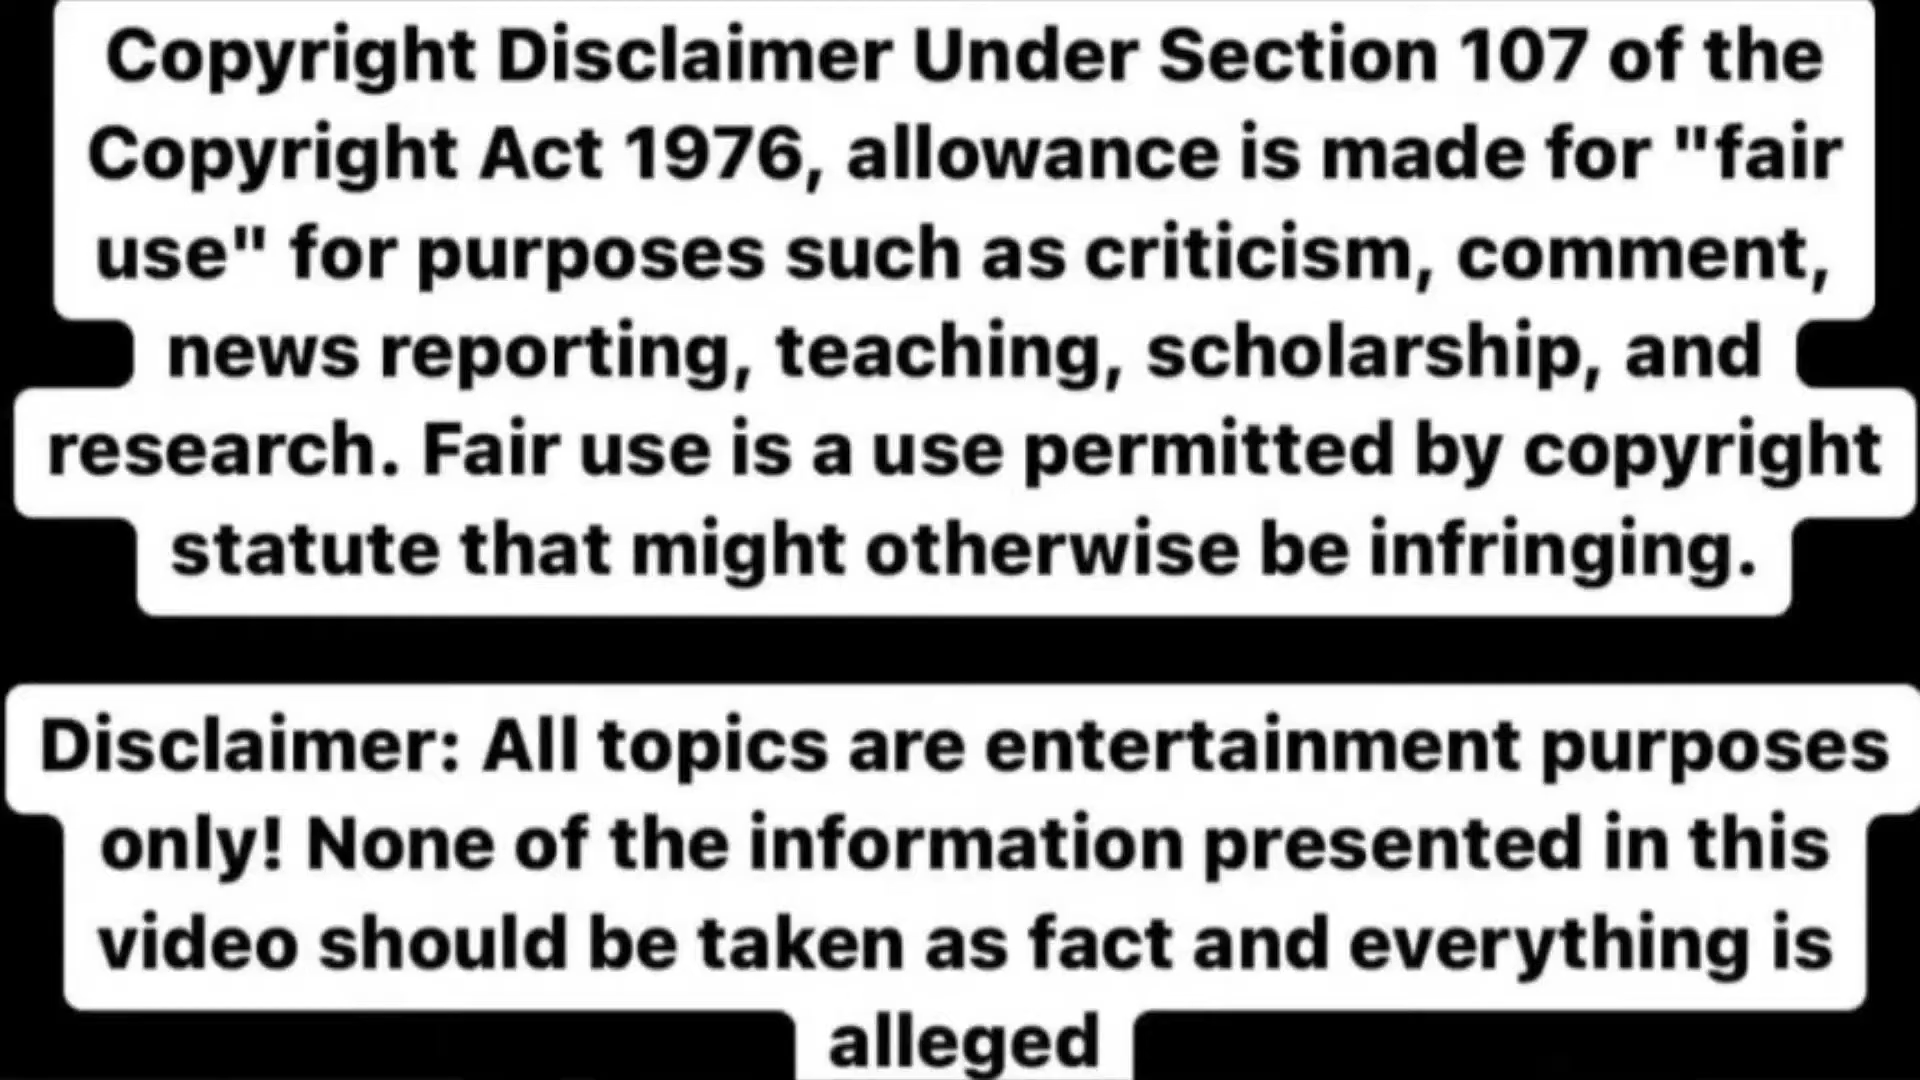 Copyright Disclaimer Under Section 107 of the
Copyright Act 1976, allowance is made for "fair
use" for purposes such as criticism, comment,
news reporting, teaching, scholarship, and
research. Fair use is a use permitted by copyright
statute that might otherwise be infringing.
Disclaimer: All topics are entertainment purposes
only! None of the information presented in this
video should be taken as fact and everything is
alleged